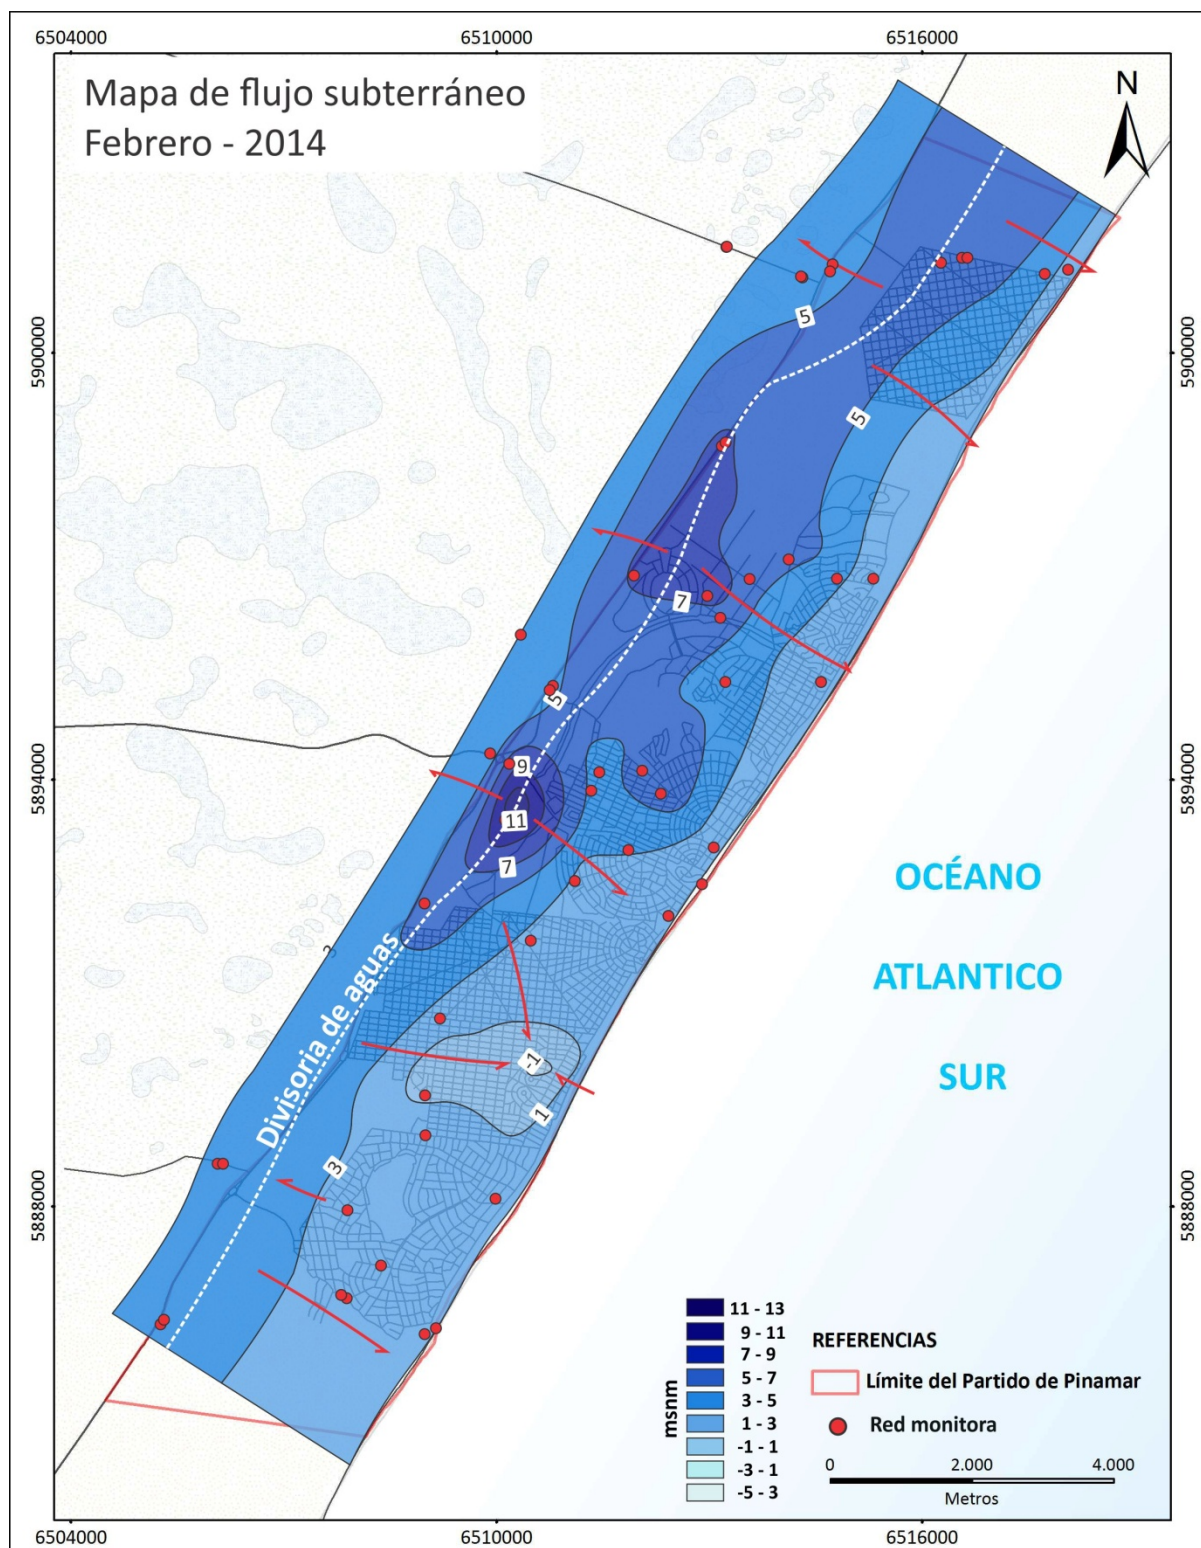 6504000
6510000
6516000
Mapa de flujo subterráneo
Febrero - 2014
N
5900000
5900000
5
5
7
5
5894000
5894000
9
11
7
OCÉANO
ATLANTICO
SUR
3
Divisoria de aguas
-1
1
3
5888000
5888000
msnm
11 - 13
9 - 11
7 - 9
5 - 7
3 - 5
1 - 3
-1 - 1
-3 - 1
-5 - 3
REFERENCIAS
Límite del Partido de Pinamar
Red monitora
0 2.000 4.000
Metros
6504000
6510000
6516000